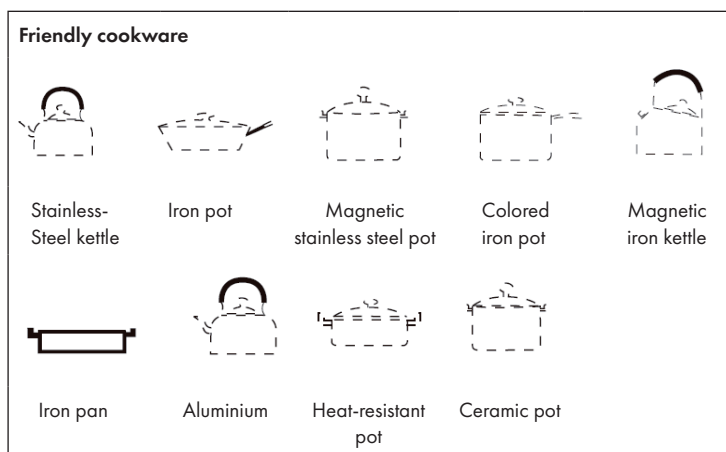 Friendly cookware
Stainless-
Steel kettle
Iron pot
Magnetic
stainless steel pot
Colored
iron pot
Magnetic
iron kettle
Iron pan
Aluminium
Heat-resistant
pot
Ceramic pot